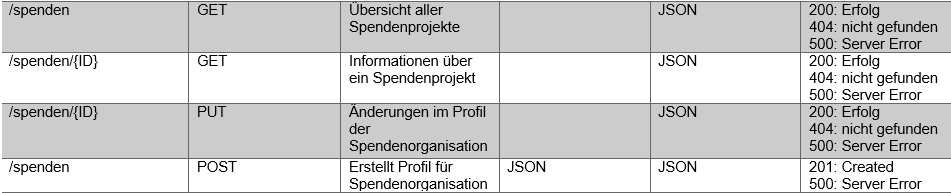 /spenden GET Übersicht aller Spendenprojekte JSON 200: Erfolg
404: nicht gefunden
500: Server Error
/spenden/{ID} GET Informationen über ein Spendenprojekt JSON 200: Erfolg
404: nicht gefunden
500: Server Error
/spenden/{ID} PUT Änderungen im Profil der Spendenorganisation JSON 200: Erfolg
404: nicht gefunden
500: Server Error
/spenden POST Erstellt Profil für Spendenorganisation JSON JSON 201: Created
500: Server Error